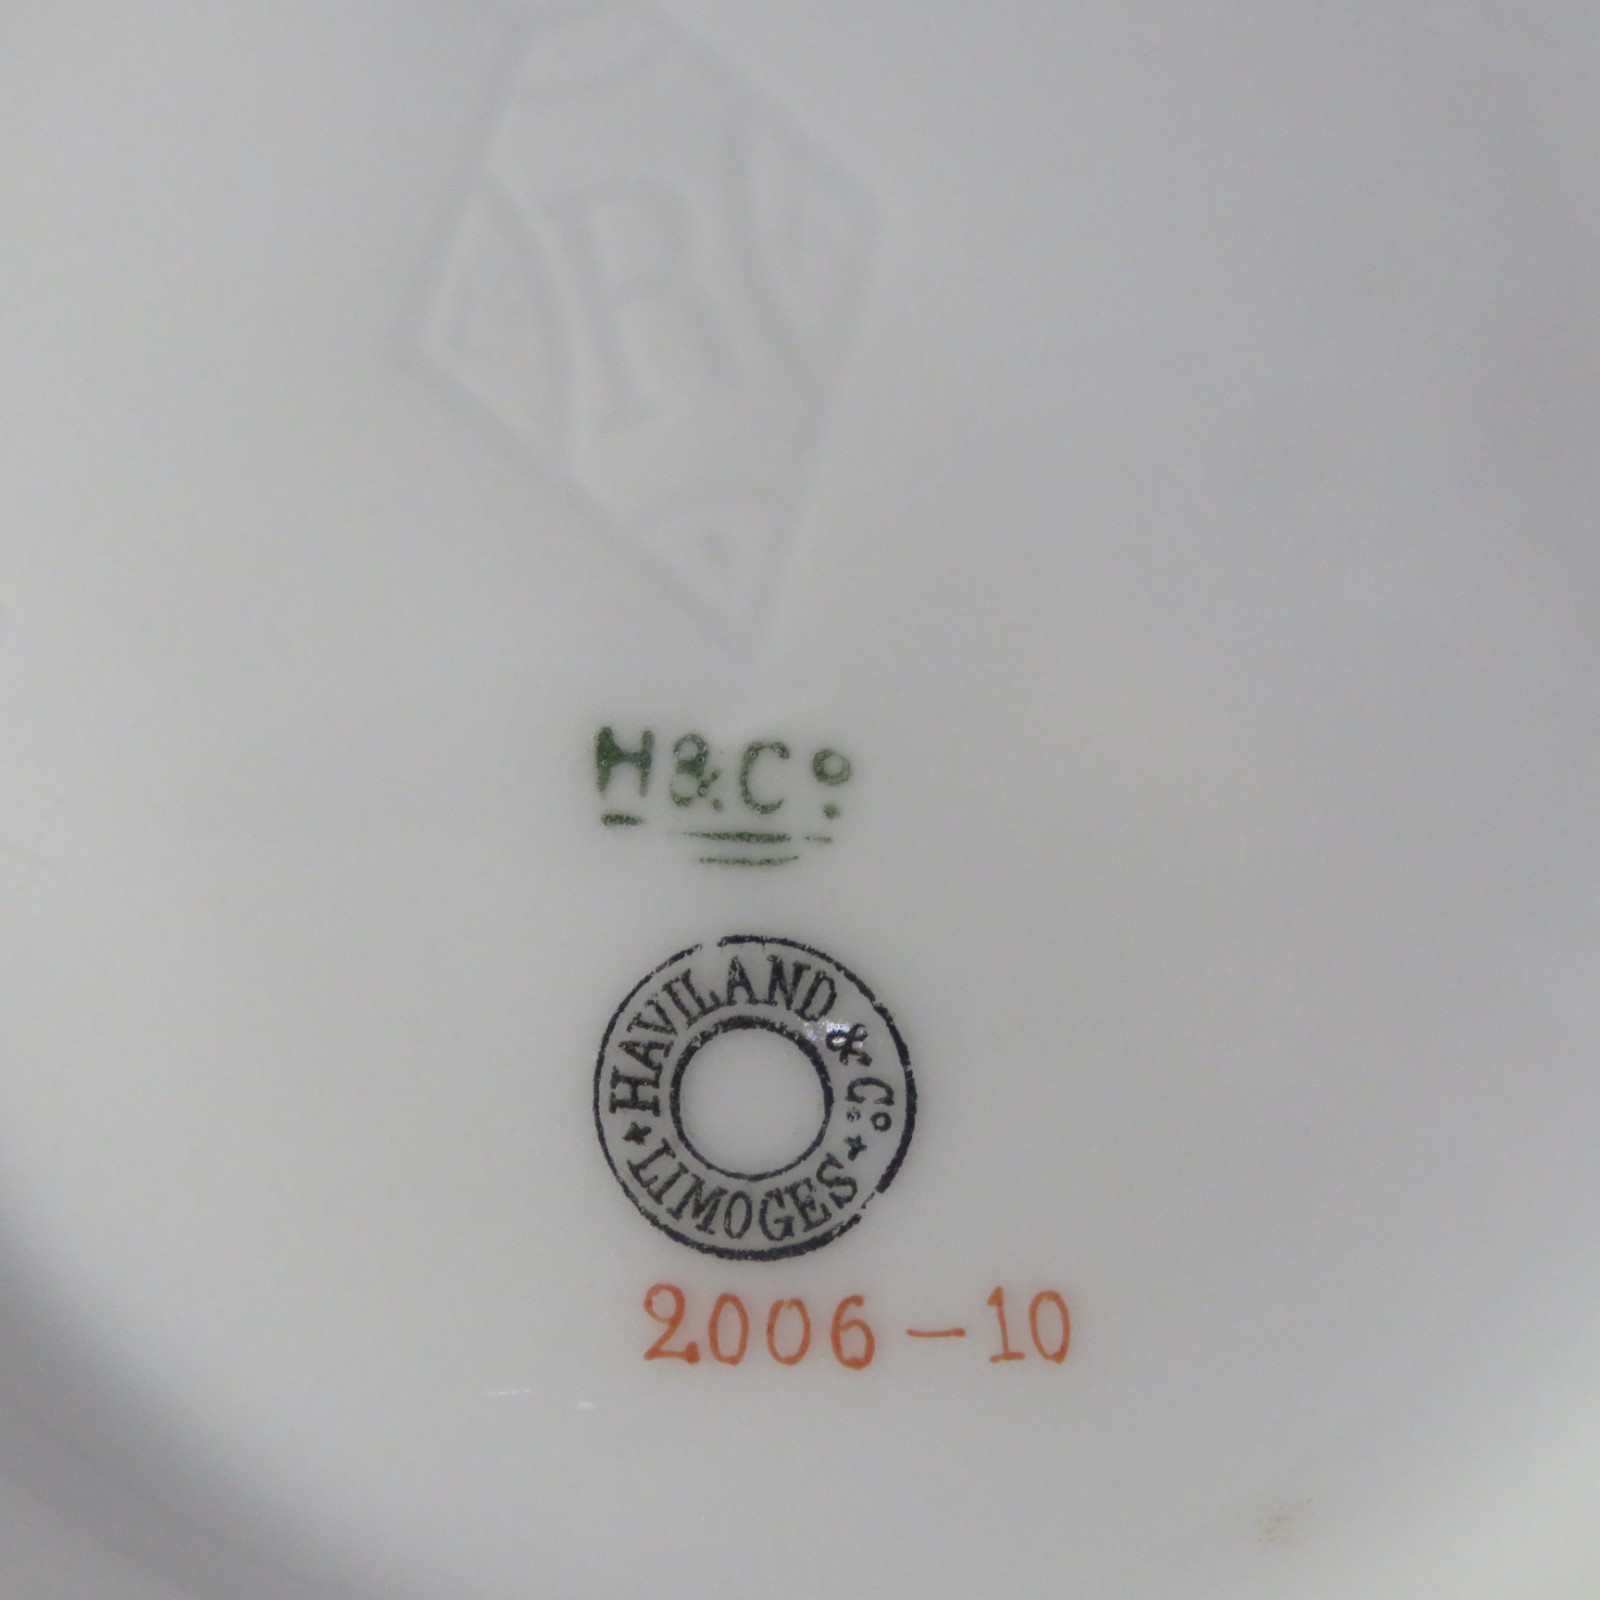 R
H&Co
HAVILAND & Co.
LIMOGES
2006-10